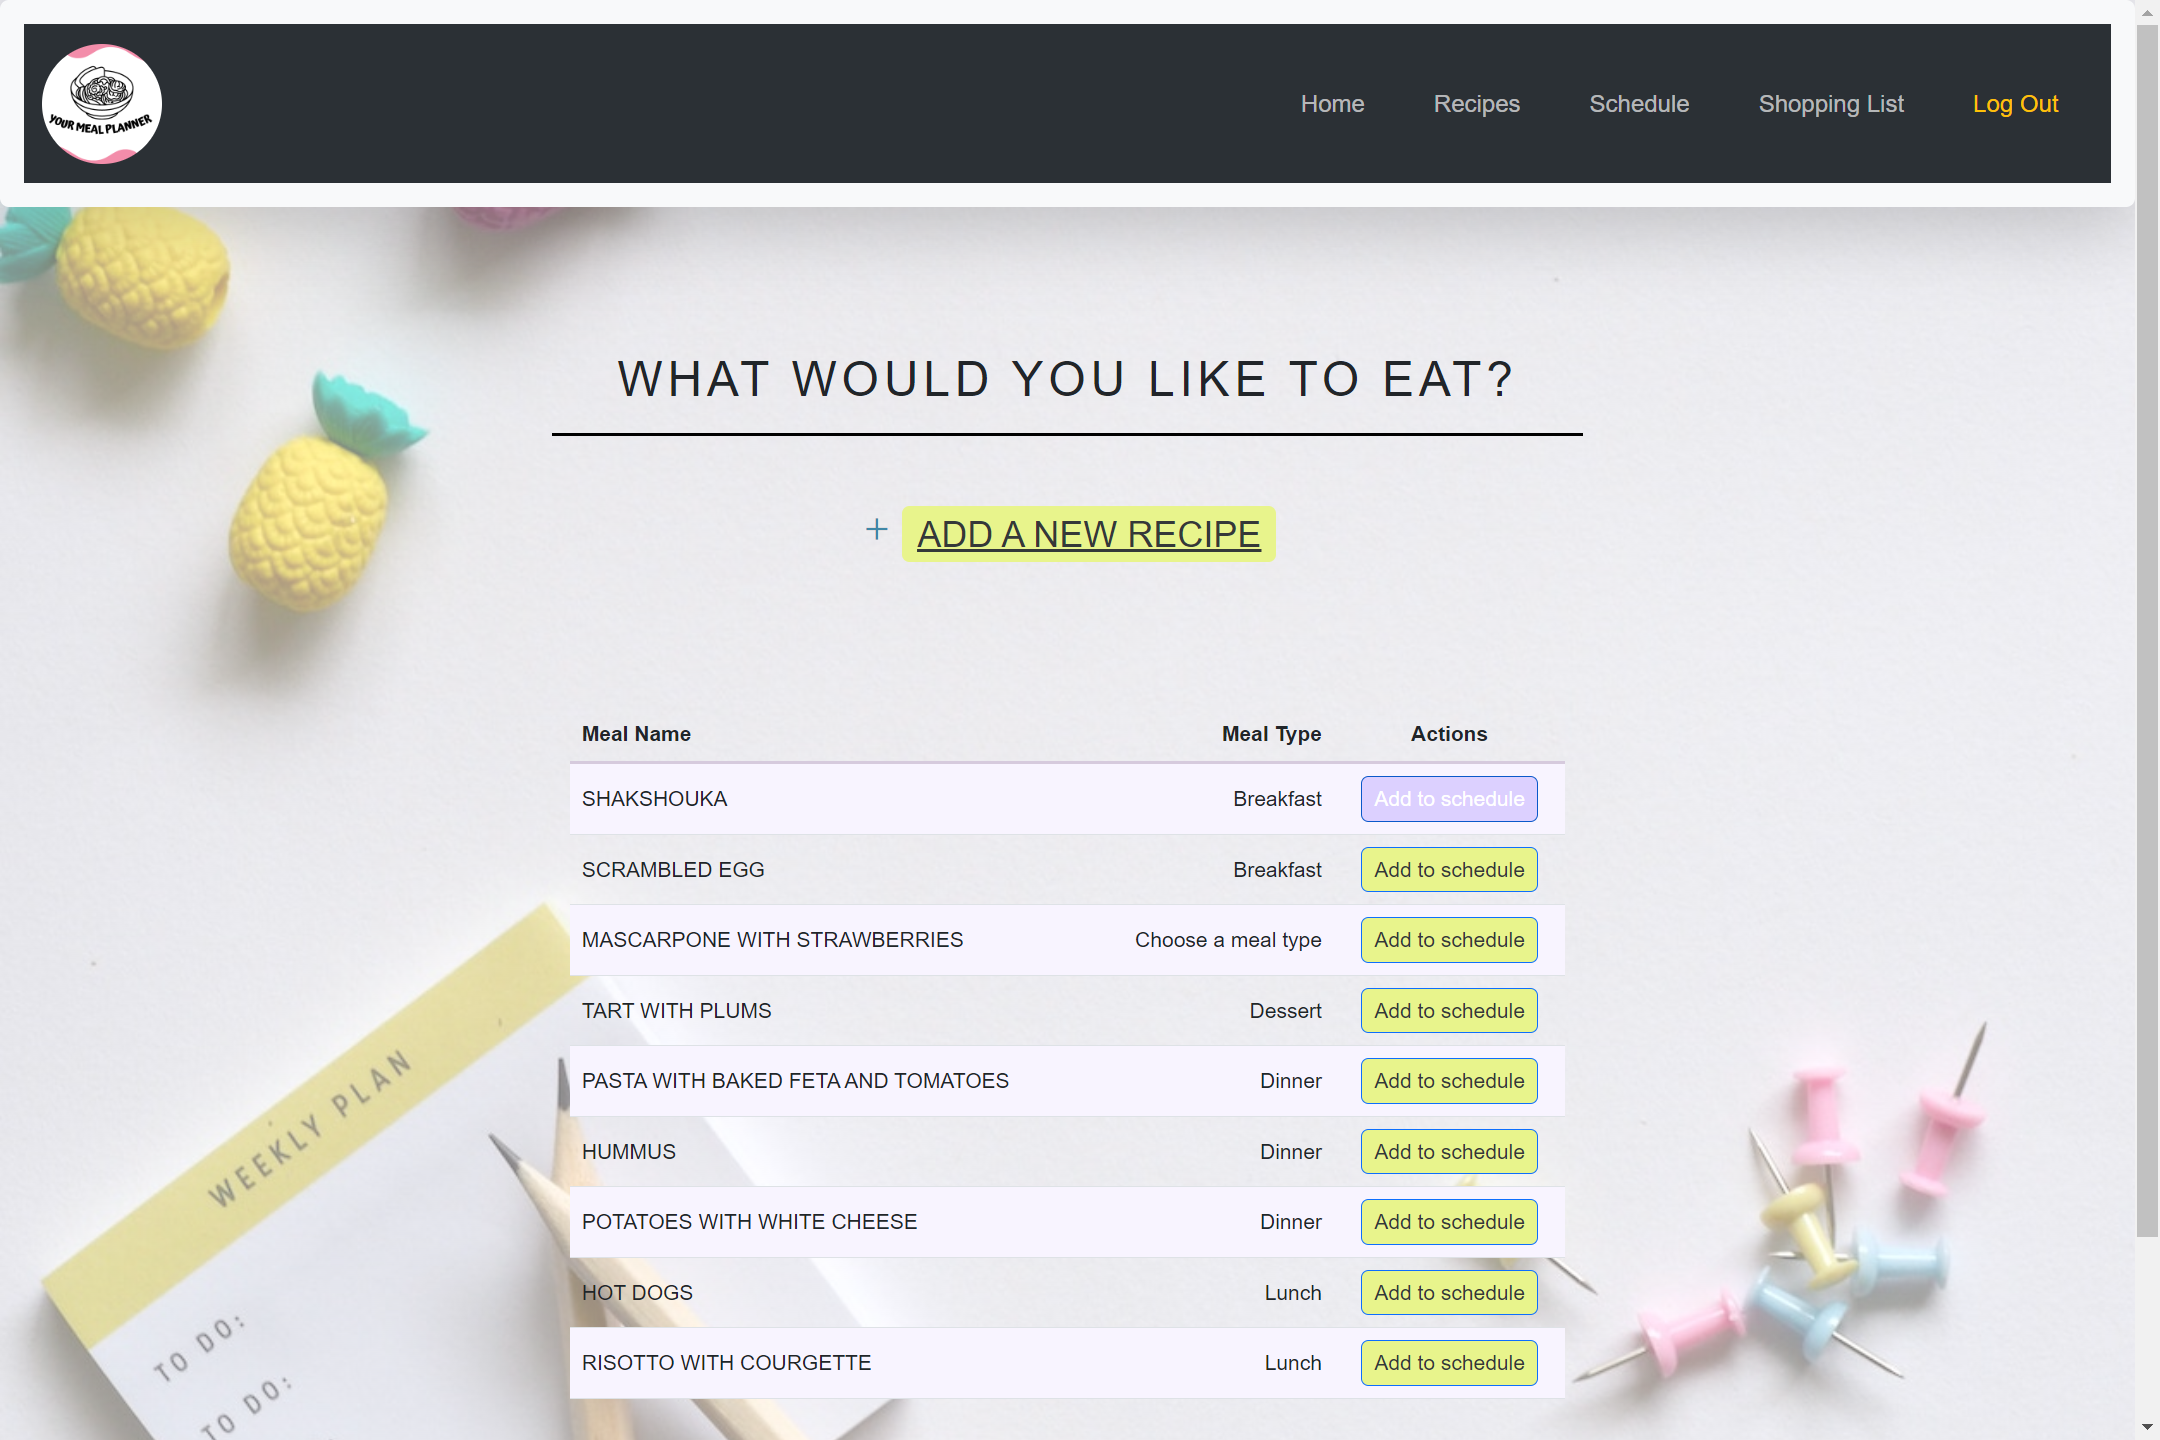 YOUR MEAL PLANNER
Home Recipes Schedule Shopping List Log Out
WHAT WOULD YOU LIKE TO EAT?
+ ADD A NEW RECIPE
Meal Name Meal Type Actions
SHAKSHOUKA Breakfast Add to schedule
SCRAMBLED EGG Breakfast Add to schedule
MASCARPONE WITH STRAWBERRIES Choose a meal type Add to schedule
TART WITH PLUMS Dessert Add to schedule
PASTA WITH BAKED FETA AND TOMATOES Dinner Add to schedule
HUMMUS Dinner Add to schedule
POTATOES WITH WHITE CHEESE Dinner Add to schedule
HOT DOGS Lunch Add to schedule
RISOTTO WITH COURGETTE Lunch Add to schedule
WEEKLY PLAN
TO DO:
TO DO: